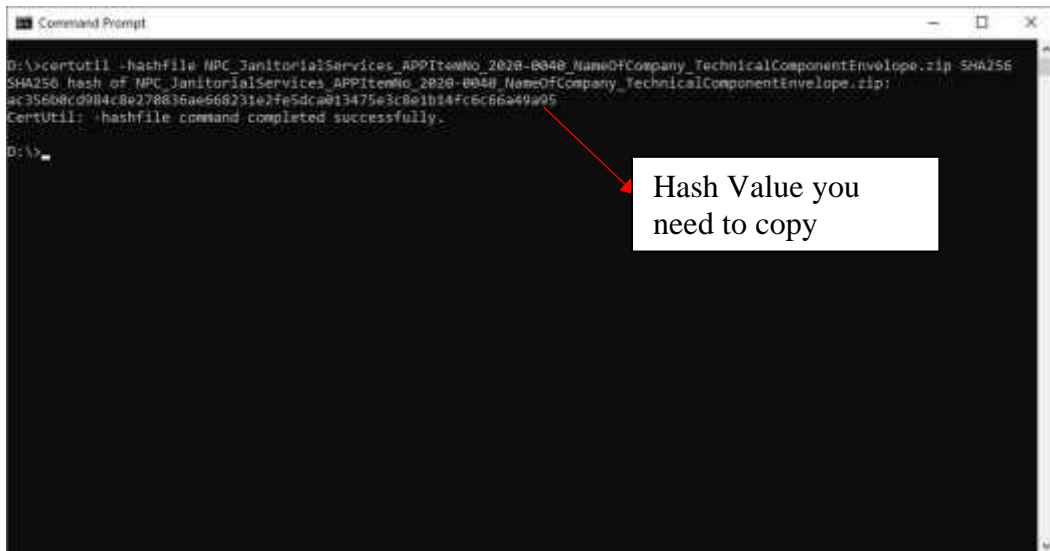 Command Prompt
D:\>certutil -hashfile NPC_JanitorialServices_APPItemNo_2020-0040_NameOfCompany_TechnicalComponentEnvelope.zip SHA256
SHA256 hash of NPC_JanitorialServices_APPItemNo_2020-0040_NameOfCompany_TechnicalComponentEnvelope.zip:
CertUtil: -hashfile command completed successfully.
D:\>
Hash Value you
need to copy